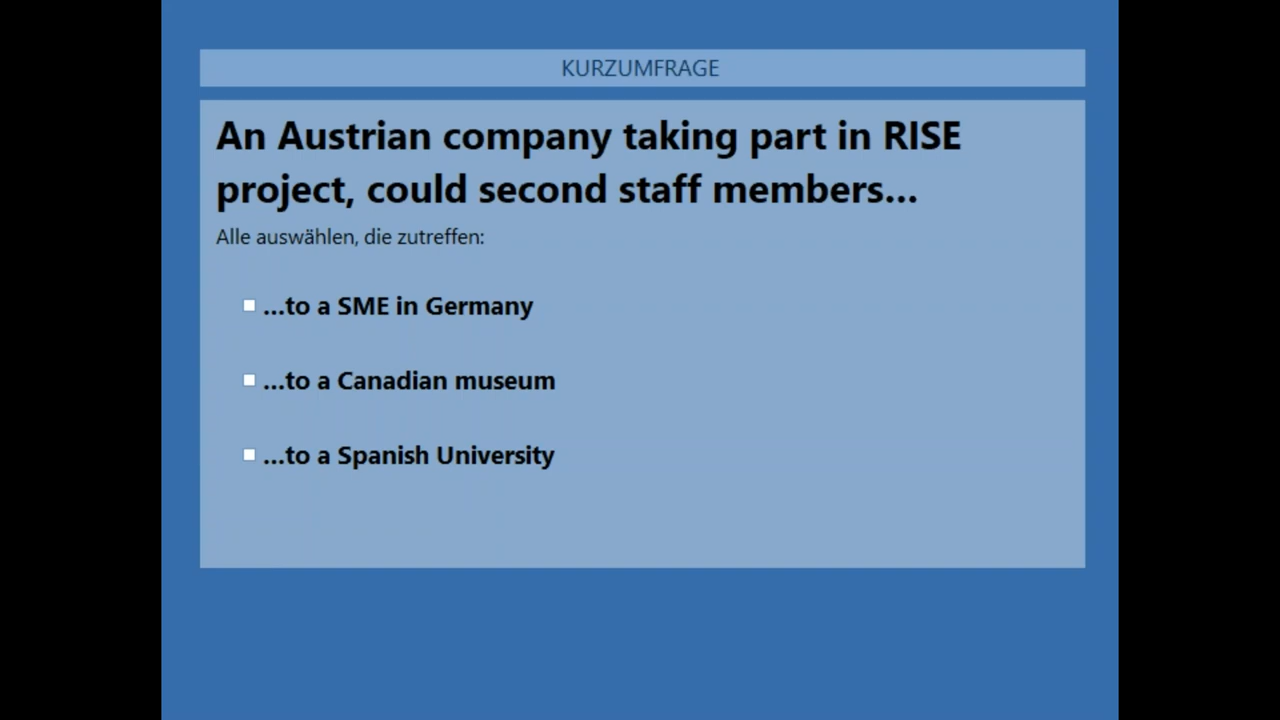 KURZUMFRAGE
An Austrian company taking part in RISE
project, could second staff members...
Alle auswählen, die zutreffen:
...to a SME in Germany
...to a Canadian museum
...to a Spanish University